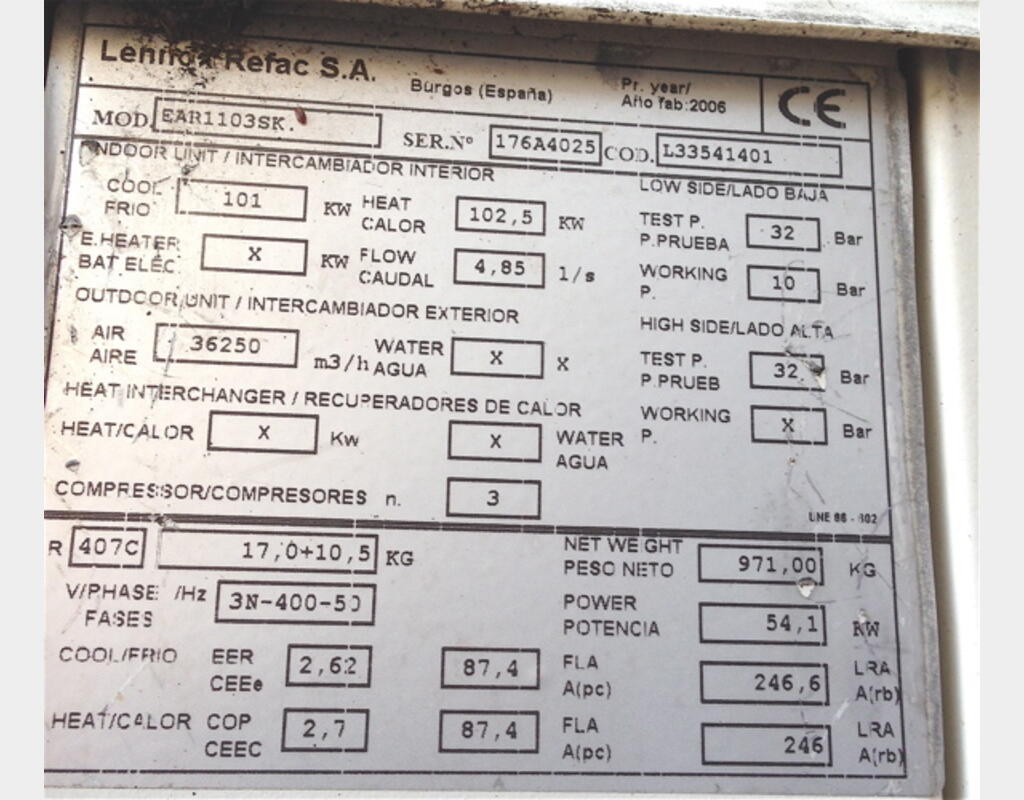 Lennox Refac S.A.
Burgos (España)
Pr. year/
Año fab:2006
CE
MOD. EAR1103SK. SER.Nº 176A4025 COD. L33541401
INDOOR UNIT / INTERCAMBIADOR INTERIOR
LOW SIDE/LADO BAJA
COOL 101 KW HEAT 102,5 KW
FRIO CALOR
TEST P. 32 Bar
P.PRUEBA
E.HEATER X KW FLOW 4,85 l/s
BAT.ELEC CAUDAL
WORKING 10 Bar
P.
OUTDOOR UNIT / INTERCAMBIADOR EXTERIOR
HIGH SIDE/LADO ALTA
AIR 36250 m3/h WATER X X
AIRE AGUA
TEST P. 32 Bar
P.PRUEB
HEAT INTERCHANGER / RECUPERADORES DE CALOR
HEAT/CALOR X Kw X WATER
AGUA
WORKING X Bar
P.
COMPRESSOR/COMPRESORES n. 3
UNE 86 - 602
R 407C 17,0+10,5 KG
NET WEIGHT 971,00 KG
PESO NETO
V/PHASE /Hz 3N-400-50
FASES
POWER 54,1 KW
POTENCIA
COOL/FRIO EER 2,62 87,4 FLA 246,6 LRA
CEEe A(pc) A(rb)
HEAT/CALOR COP 2,7 87,4 FLA 246 LRA
CEEC A(pc) A(rb)